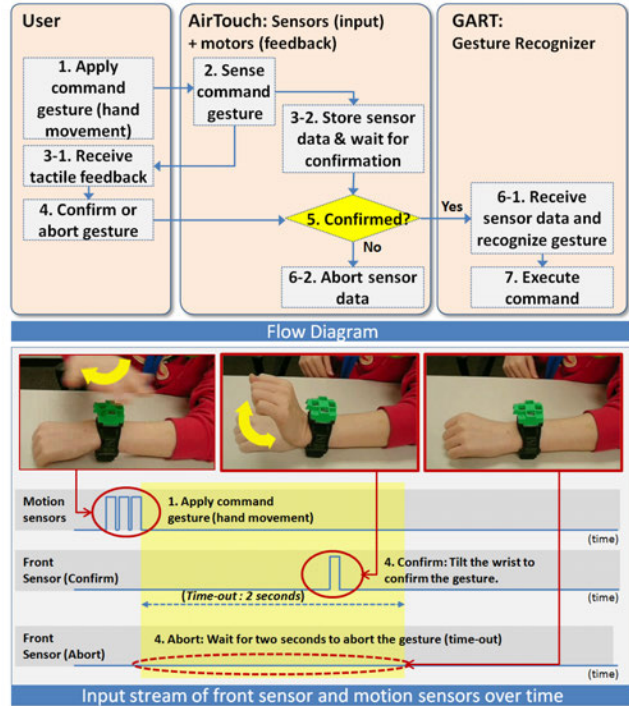 User
AirTouch: Sensors (input)
+ motors (feedback)
GART:
Gesture Recognizer
1. Apply
command
gesture (hand
movement)
2. Sense
command
gesture
3-2. Store sensor
data & wait for
confirmation
3-1. Receive
tactile feedback
4. Confirm or
abort gesture
5. Confirmed?
Yes
No
6-1. Receive
sensor data and
recognize gesture
6-2. Abort sensor
data
7. Execute
command
Flow Diagram
Motion
sensors
1. Apply command
gesture (hand movement)
(time)
Front
Sensor (Confirm)
4. Confirm: Tilt the wrist to
confirm the gesture.
(Time-out : 2 seconds)
(time)
Front
Sensor (Abort)
4. Abort: Wait for two seconds to abort the gesture (time-out)
(time)
Input stream of front sensor and motion sensors over time